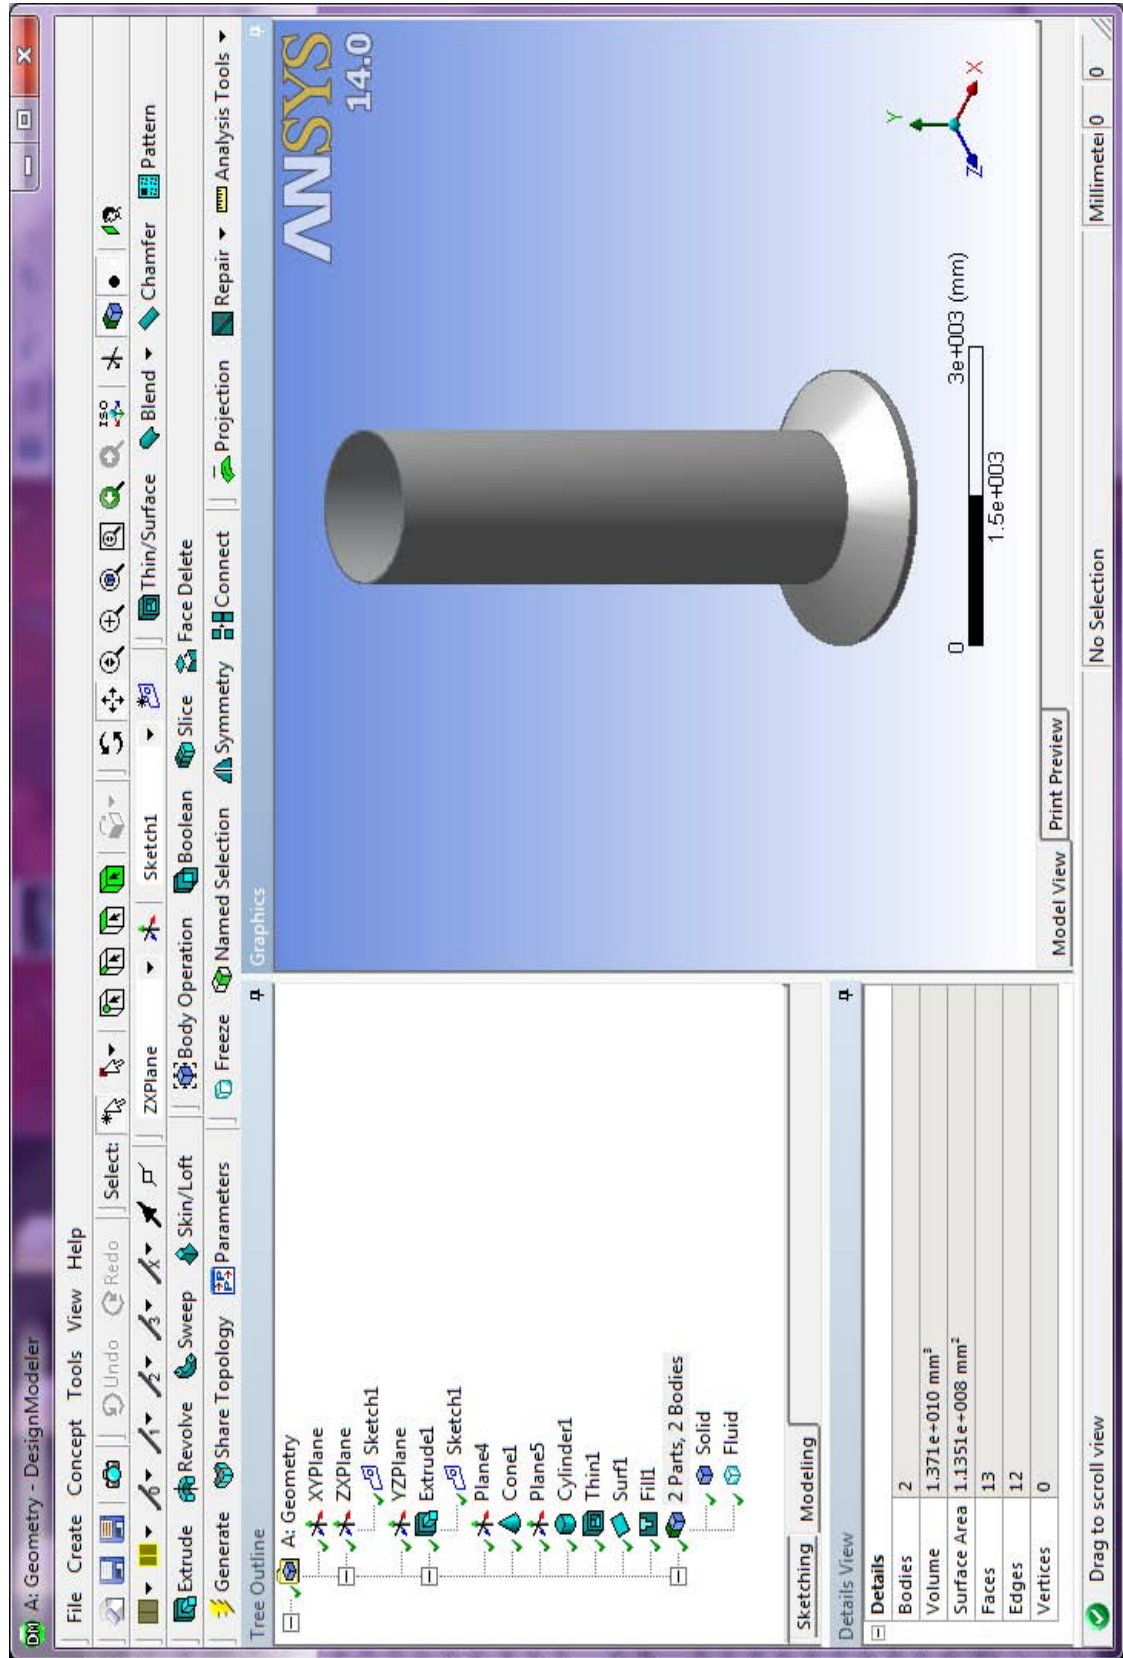 A: Geometry - DesignModeler
File Create Concept Tools View Help
Undo Redo Select: ISO
ZXPlane Sketch1
Extrude Revolve Sweep Skin/Loft Body Operation Boolean Slice Face Delete
Thin/Surface Blend Chamfer Pattern
Generate Share Topology Parameters Freeze Named Selection Symmetry Connect Projection Repair Analysis Tools
Tree Outline
A: Geometry
XYPlane
ZXPlane
Sketch1
YZPlane
Extrude1
Sketch1
Plane4
Cone1
Plane5
Cylinder1
Thin1
Surf1
Fill1
2 Parts, 2 Bodies
Solid
Fluid
Sketching Modeling
Details View
Details
Bodies 2
Volume 1.371e+010 mm³
Surface Area 1.1351e+008 mm²
Faces 13
Edges 12
Vertices 0
Graphics
ANSYS
14.0
Y
Z X
0 3e+003 (mm)
1.5e+003
Model View Print Preview
Drag to scroll view No Selection Millimeter 0 0